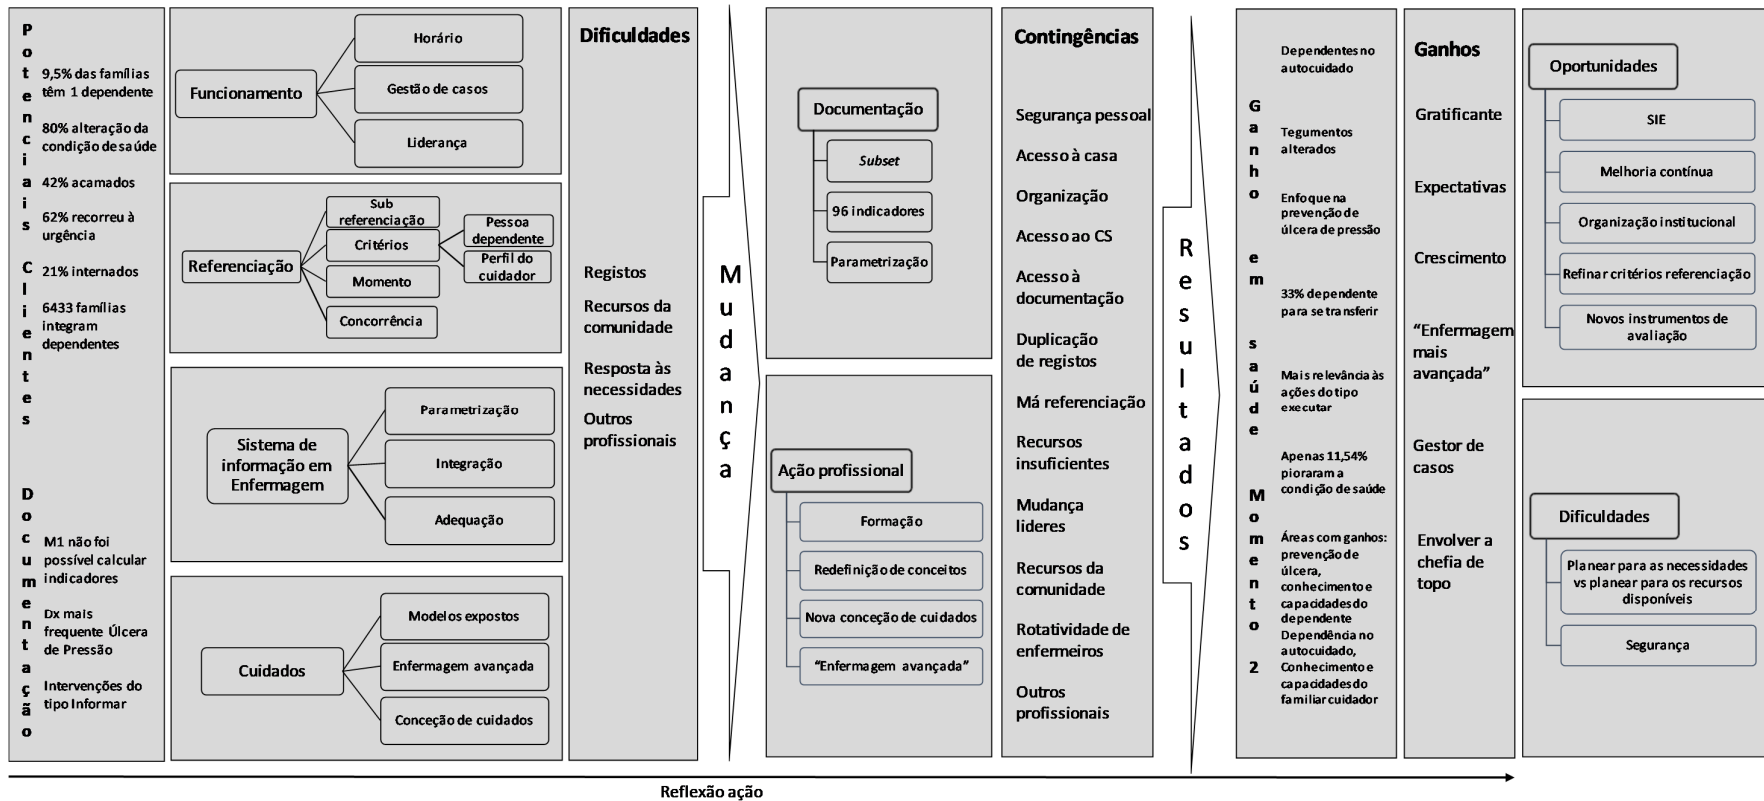 Potenciais Clientes
9,5% das famílias
têm 1 dependente
80% alteração da
condição de saúde
42% acamados
62% recorreu à
urgência
21% internados
6433 famílias
integram
dependentes
Documentação
M1 não foi
possível calcular
indicadores
Dx mais
frequente Úlcera
de Pressão
Intervenções do
tipo Informar
Funcionamento
Horário
Gestão de casos
Liderança
Referenciação
Sub
referenciação
Critérios
Pessoa
dependente
Perfil do
cuidador
Momento
Concorrência
Sistema de
informação em
Enfermagem
Parametrização
Integração
Adequação
Cuidados
Modelos expostos
Enfermagem avançada
Conceção de cuidados
Dificuldades
Registos
Recursos da
comunidade
Resposta às
necessidades
Outros
profissionais
Mudança
Documentação
Subset
96 indicadores
Parametrização
Ação profissional
Formação
Redefinição de conceitos
Nova conceção de cuidados
“Enfermagem avançada”
Contingências
Segurança pessoal
Acesso à casa
Organização
Acesso ao CS
Acesso à
documentação
Duplicação
de registos
Má referenciação
Recursos
insuficientes
Mudança
lideres
Recursos da
comunidade
Rotatividade de
enfermeiros
Outros
profissionais
Resultados
Ganho em saúde Momento 2
Dependentes no
autocuidado
Tegumentos
alterados
Enfoque na
prevenção de
úlcera de pressão
33% dependente
para se transferir
Mais relevância às
ações do tipo
executar
Apenas 11,54%
pioraram a
condição de saúde
Áreas com ganhos:
prevenção de
úlcera,
conhecimento e
capacidades do
dependente
Dependência no
autocuidado,
Conhecimento e
capacidades do
familiar cuidador
Ganhos
Gratificante
Expectativas
Crescimento
“Enfermagem
mais
avançada”
Gestor de
casos
Envolver a
chefia de
topo
Oportunidades
SIE
Melhoria contínua
Organização institucional
Refinar critérios referenciação
Novos instrumentos de
avaliação
Dificuldades
Planear para as necessidades
vs planear para os recursos
disponíveis
Segurança
Reflexão ação